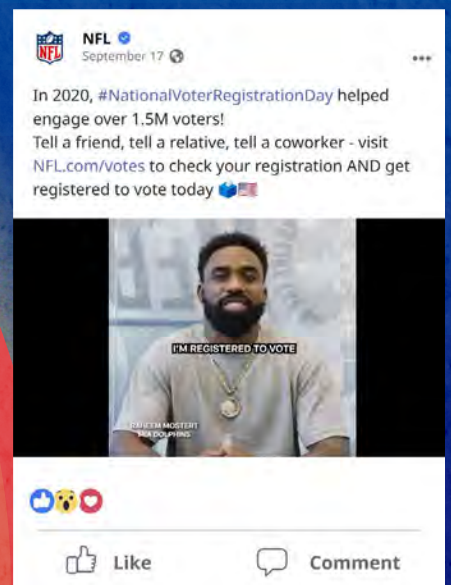 NFL
NFL
September 17
In 2020, #NationalVoterRegistrationDay helped
engage over 1.5M voters!
Tell a friend, tell a relative, tell a coworker - visit
NFL.com/votes to check your registration AND get
registered to vote today
I'M REGISTERED TO VOTE
RAHEEM MOSTERT
MIA DOLPHINS
Like
Comment